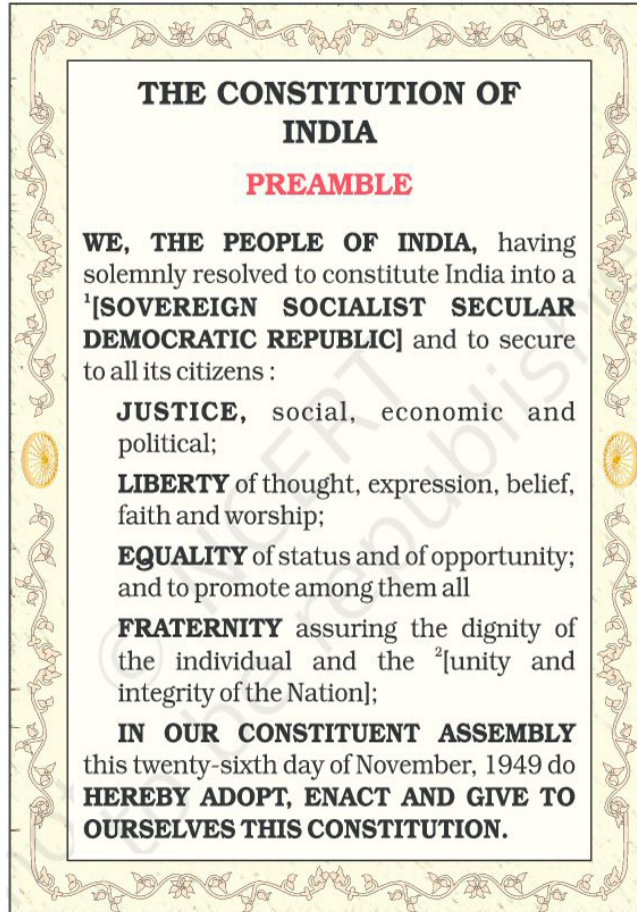 THE CONSTITUTION OF
INDIA
PREAMBLE
WE, THE PEOPLE OF INDIA, having
solemnly resolved to constitute India into a
¹[SOVEREIGN SOCIALIST SECULAR
DEMOCRATIC REPUBLIC] and to secure
to all its citizens :
JUSTICE, social, economic and
political;
LIBERTY of thought, expression, belief,
faith and worship;
EQUALITY of status and of opportunity;
and to promote among them all
FRATERNITY assuring the dignity of
the individual and the ²[unity and
integrity of the Nation];
IN OUR CONSTITUENT ASSEMBLY
this twenty-sixth day of November, 1949 do
HEREBY ADOPT, ENACT AND GIVE TO
OURSELVES THIS CONSTITUTION.
© NCERT
to be republishe